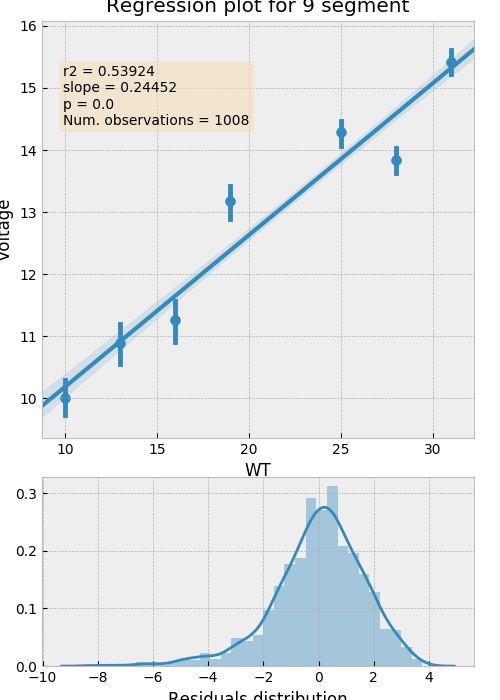 Regression plot for 9 segment
16
15
14
13
12
11
10
r2 = 0.53924
slope = 0.24452
p = 0.0
Num. observations = 1008
Voltage
10 15 20 25 30
WT
0.3
0.2
0.1
0.0
−10 −8 −6 −4 −2 0 2 4
Residuals distribution